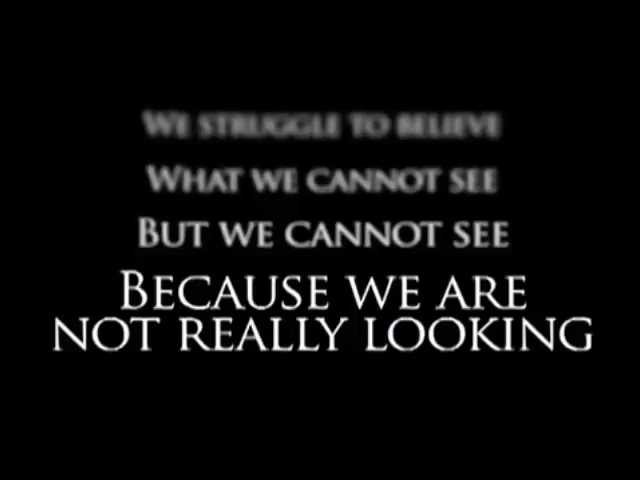 We struggle to believe
What we cannot see
But we cannot see
Because we are
not really looking